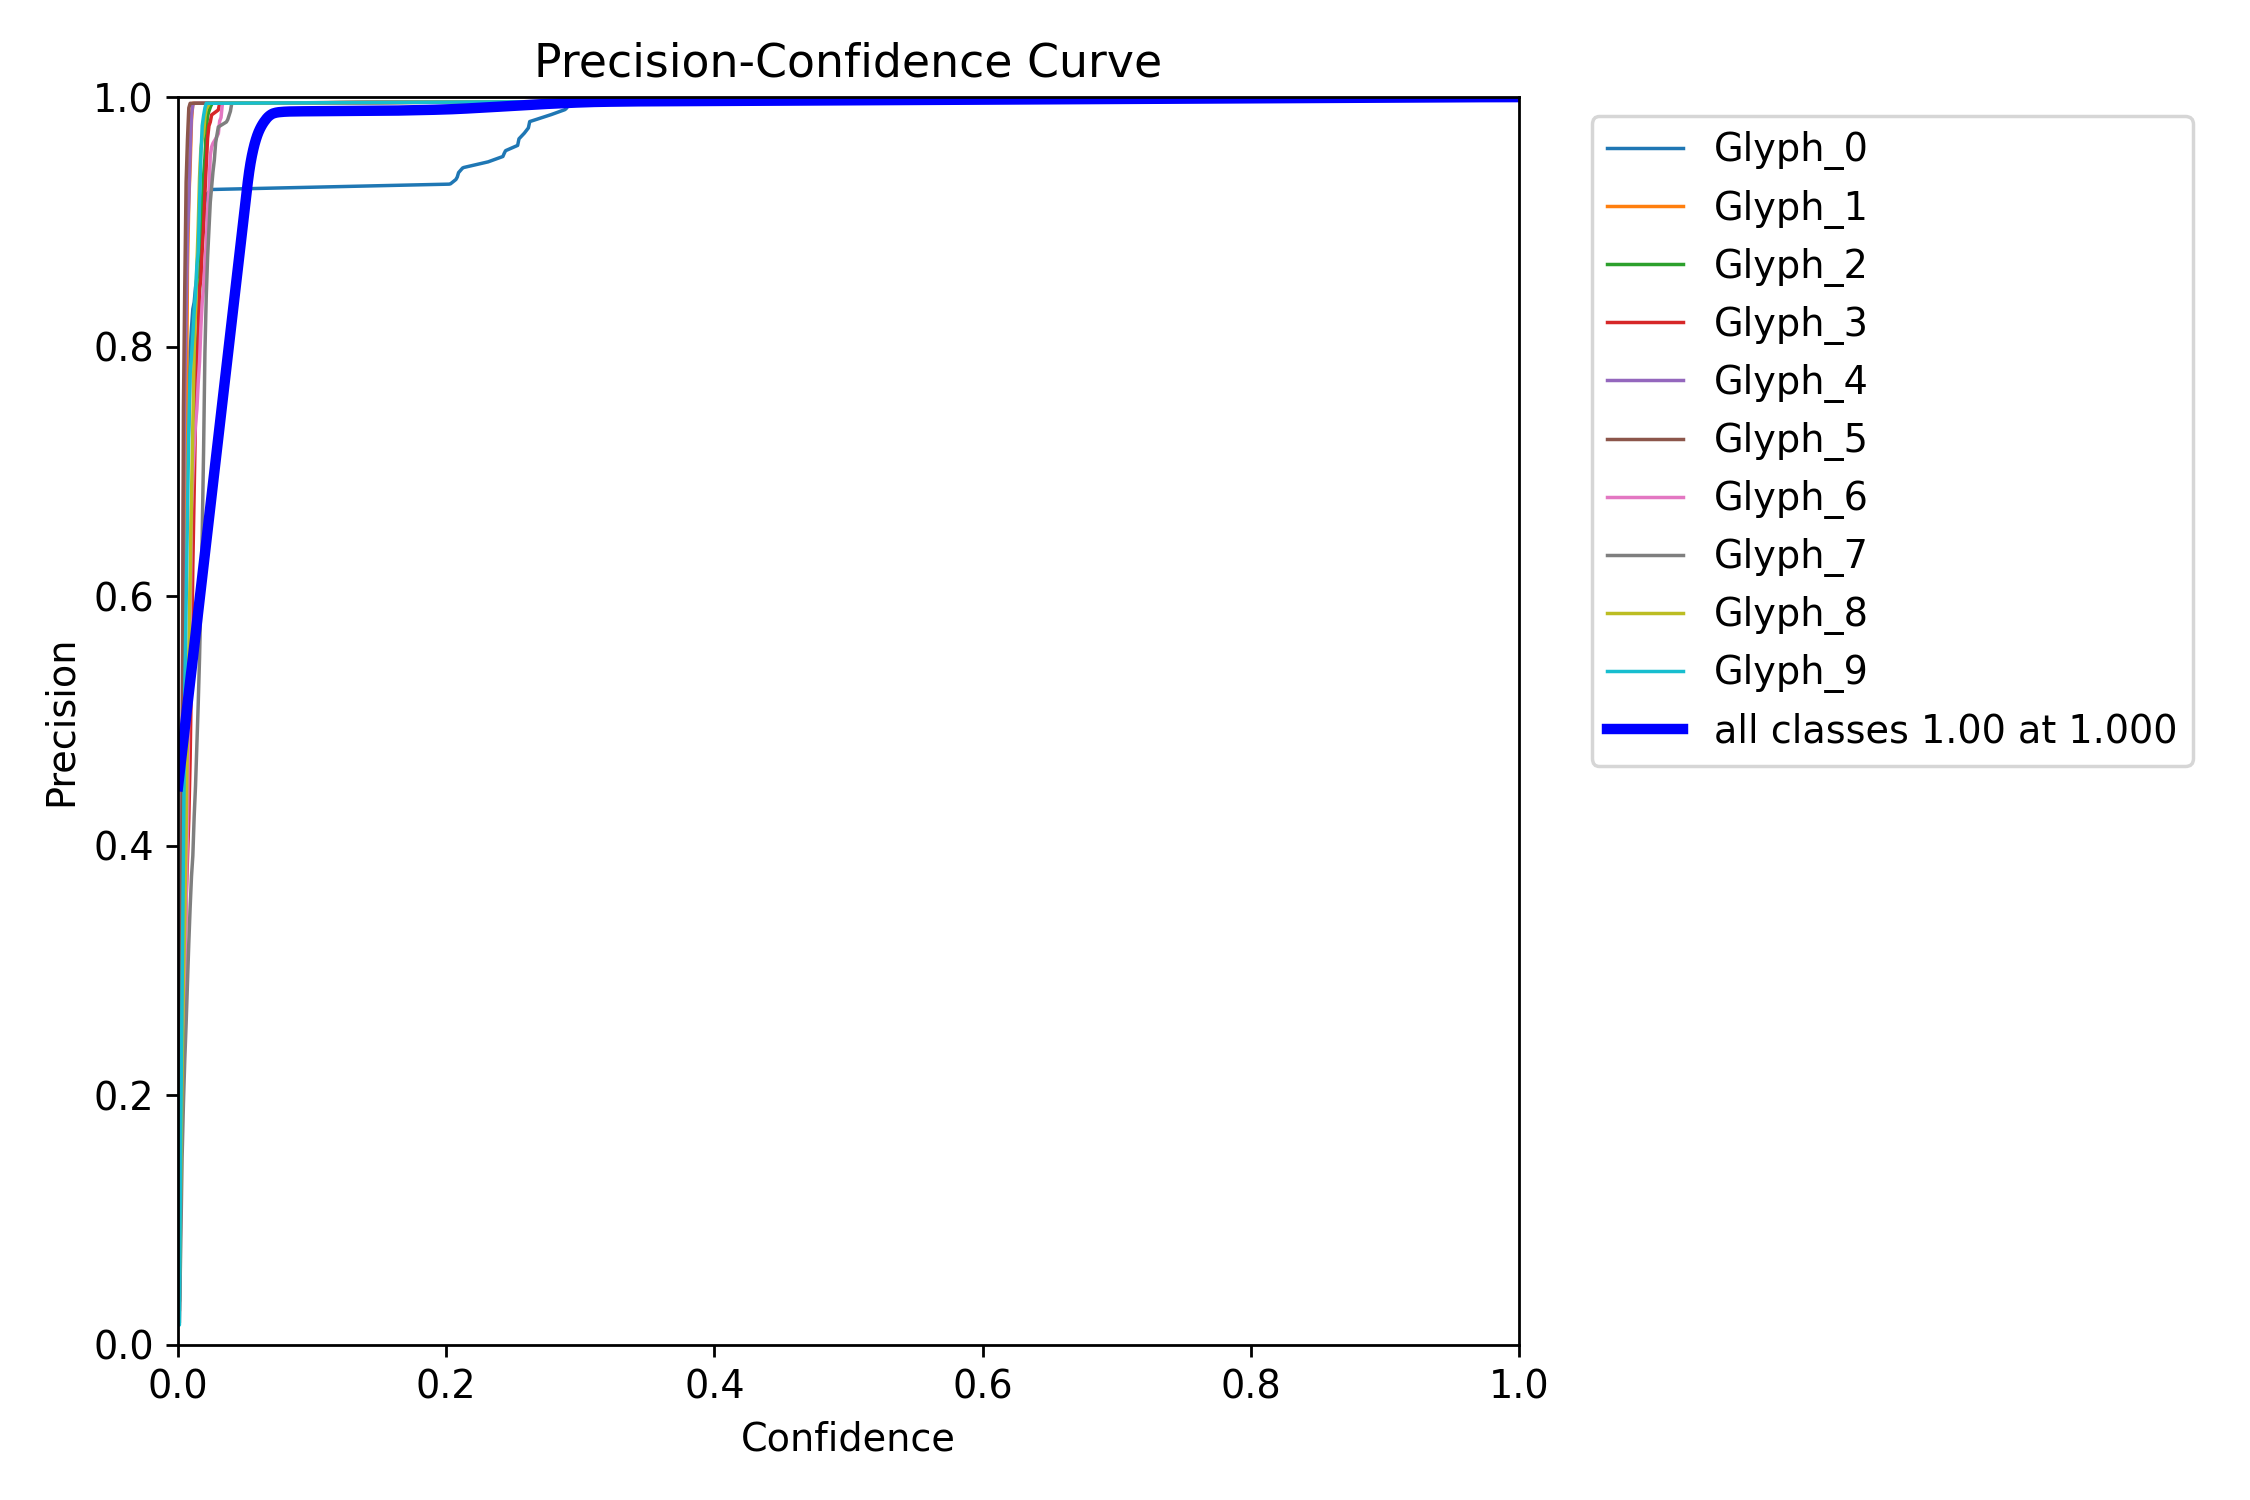 Precision-Confidence Curve
1.0
0.8
0.6
0.4
0.2
0.0
Precision
0.0 0.2 0.4 0.6 0.8 1.0
Confidence
Glyph_0
Glyph_1
Glyph_2
Glyph_3
Glyph_4
Glyph_5
Glyph_6
Glyph_7
Glyph_8
Glyph_9
all classes 1.00 at 1.000